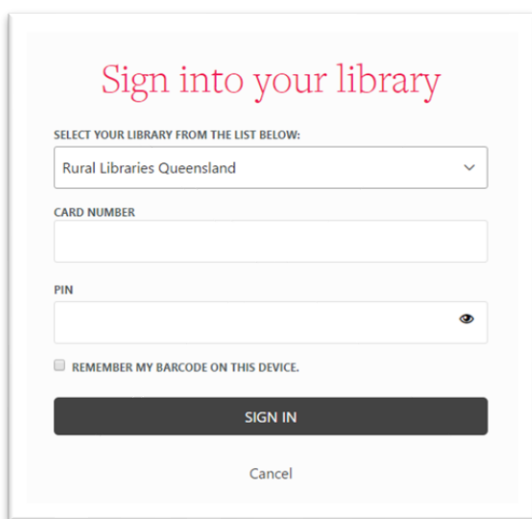 Sign into your library
SELECT YOUR LIBRARY FROM THE LIST BELOW:
Rural Libraries Queensland
CARD NUMBER
PIN
REMEMBER MY BARCODE ON THIS DEVICE.
SIGN IN
Cancel